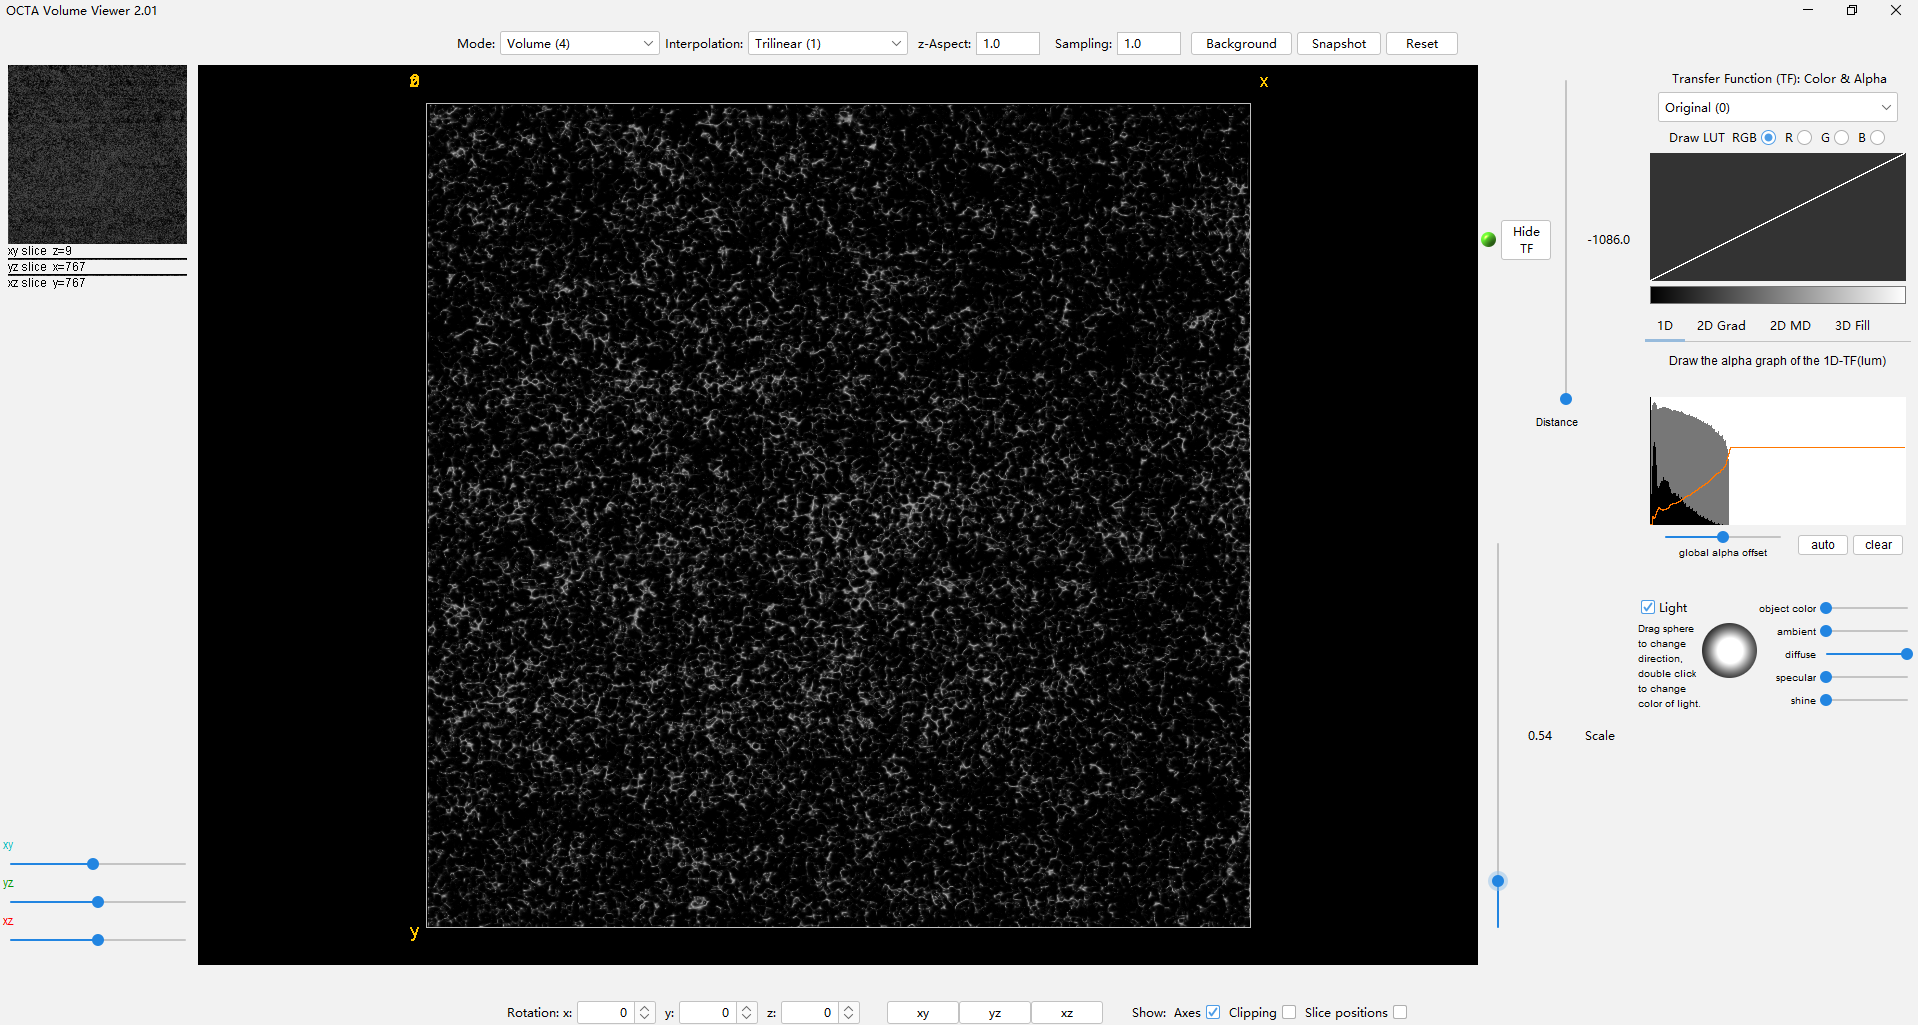 OCTA Volume Viewer 2.01
Mode: Volume (4) Interpolation: Trilinear (1) z-Aspect: 1.0 Sampling: 1.0 Background Snapshot Reset
x
y
xy slice z=9
yz slice x=767
xz slice y=767
xy
yz
xz
Hide
TF
-1086.0
Distance
0.54 Scale
Transfer Function (TF): Color & Alpha
Original (0)
Draw LUT RGB R G B
1D 2D Grad 2D MD 3D Fill
Draw the alpha graph of the 1D-TF(lum)
global alpha offset
auto clear
Light
Drag sphere
to change
direction,
double click
to change
color of light.
object color
ambient
diffuse
specular
shine
Rotation: x: 0 y: 0 z: 0 xy yz xz Show: Axes Clipping Slice positions